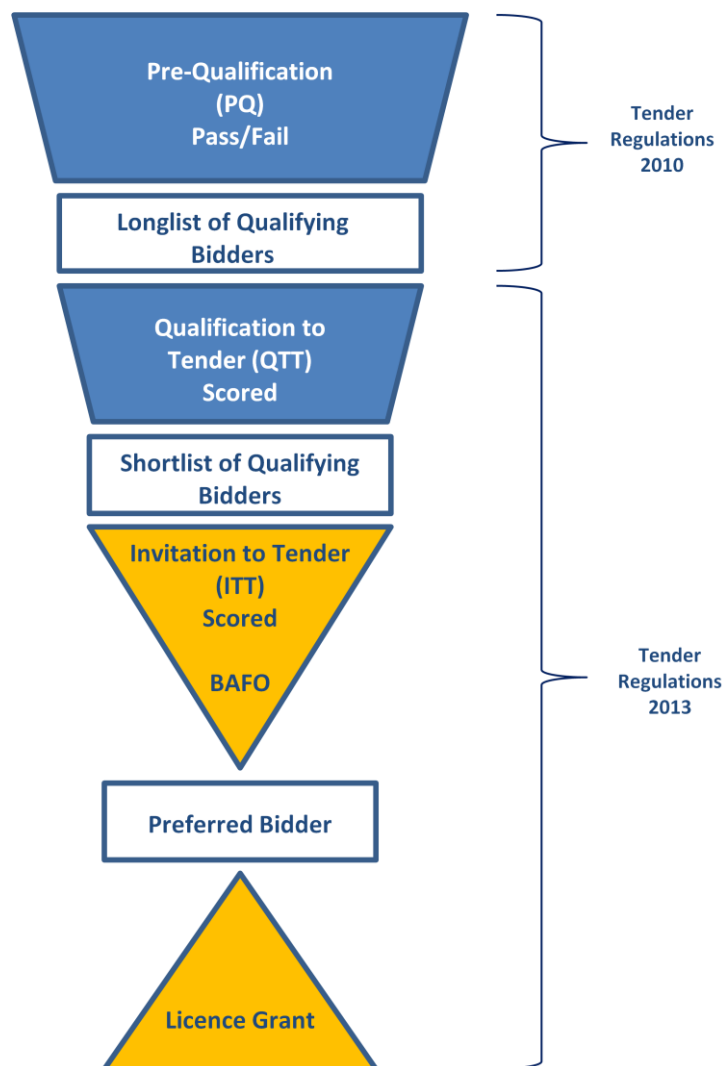 Pre-Qualification
(PQ)
Pass/Fail
Tender
Regulations
2010
Longlist of Qualifying
Bidders
Qualification to
Tender (QTT)
Scored
Shortlist of Qualifying
Bidders
Invitation to Tender
(ITT)
Scored
BAFO
Tender
Regulations
2013
Preferred Bidder
Licence Grant